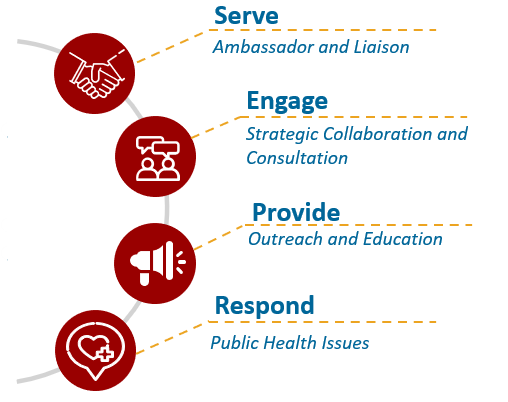 Serve
Ambassador and Liaison
Engage
Strategic Collaboration and
Consultation
Provide
Outreach and Education
Respond
Public Health Issues